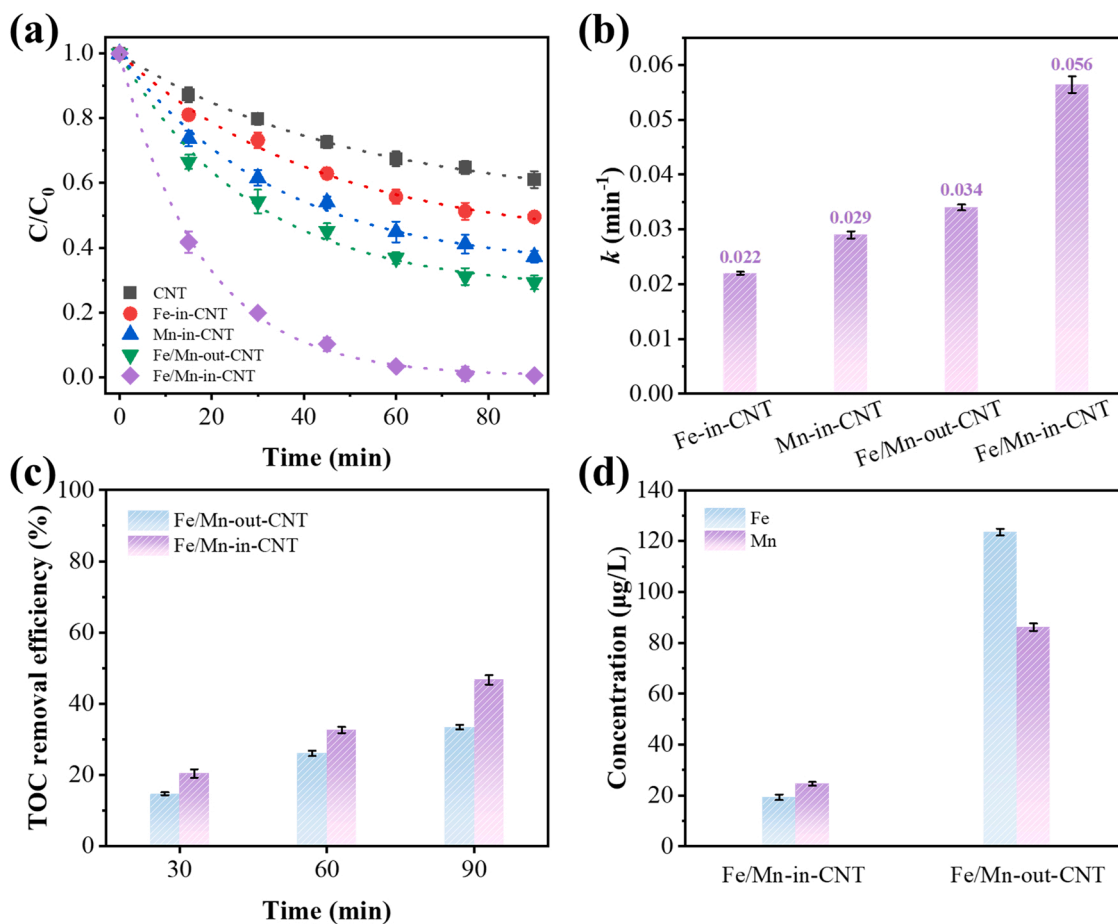 (a)
C/C0
1.0
0.8
0.6
0.4
0.2
0.0
CNT
Fe-in-CNT
Mn-in-CNT
Fe/Mn-out-CNT
Fe/Mn-in-CNT
0 20 40 60 80
Time (min)
(b)
k (min-1)
0.06
0.05
0.04
0.03
0.02
0.01
0.00
0.022
0.029
0.034
0.056
Fe-in-CNT
Mn-in-CNT
Fe/Mn-out-CNT
Fe/Mn-in-CNT
(c)
TOC removal efficiency (%)
100
80
60
40
20
0
Fe/Mn-out-CNT
Fe/Mn-in-CNT
30 60 90
Time (min)
(d)
Concentration (µg/L)
140
120
100
80
60
40
20
0
Fe
Mn
Fe/Mn-in-CNT Fe/Mn-out-CNT